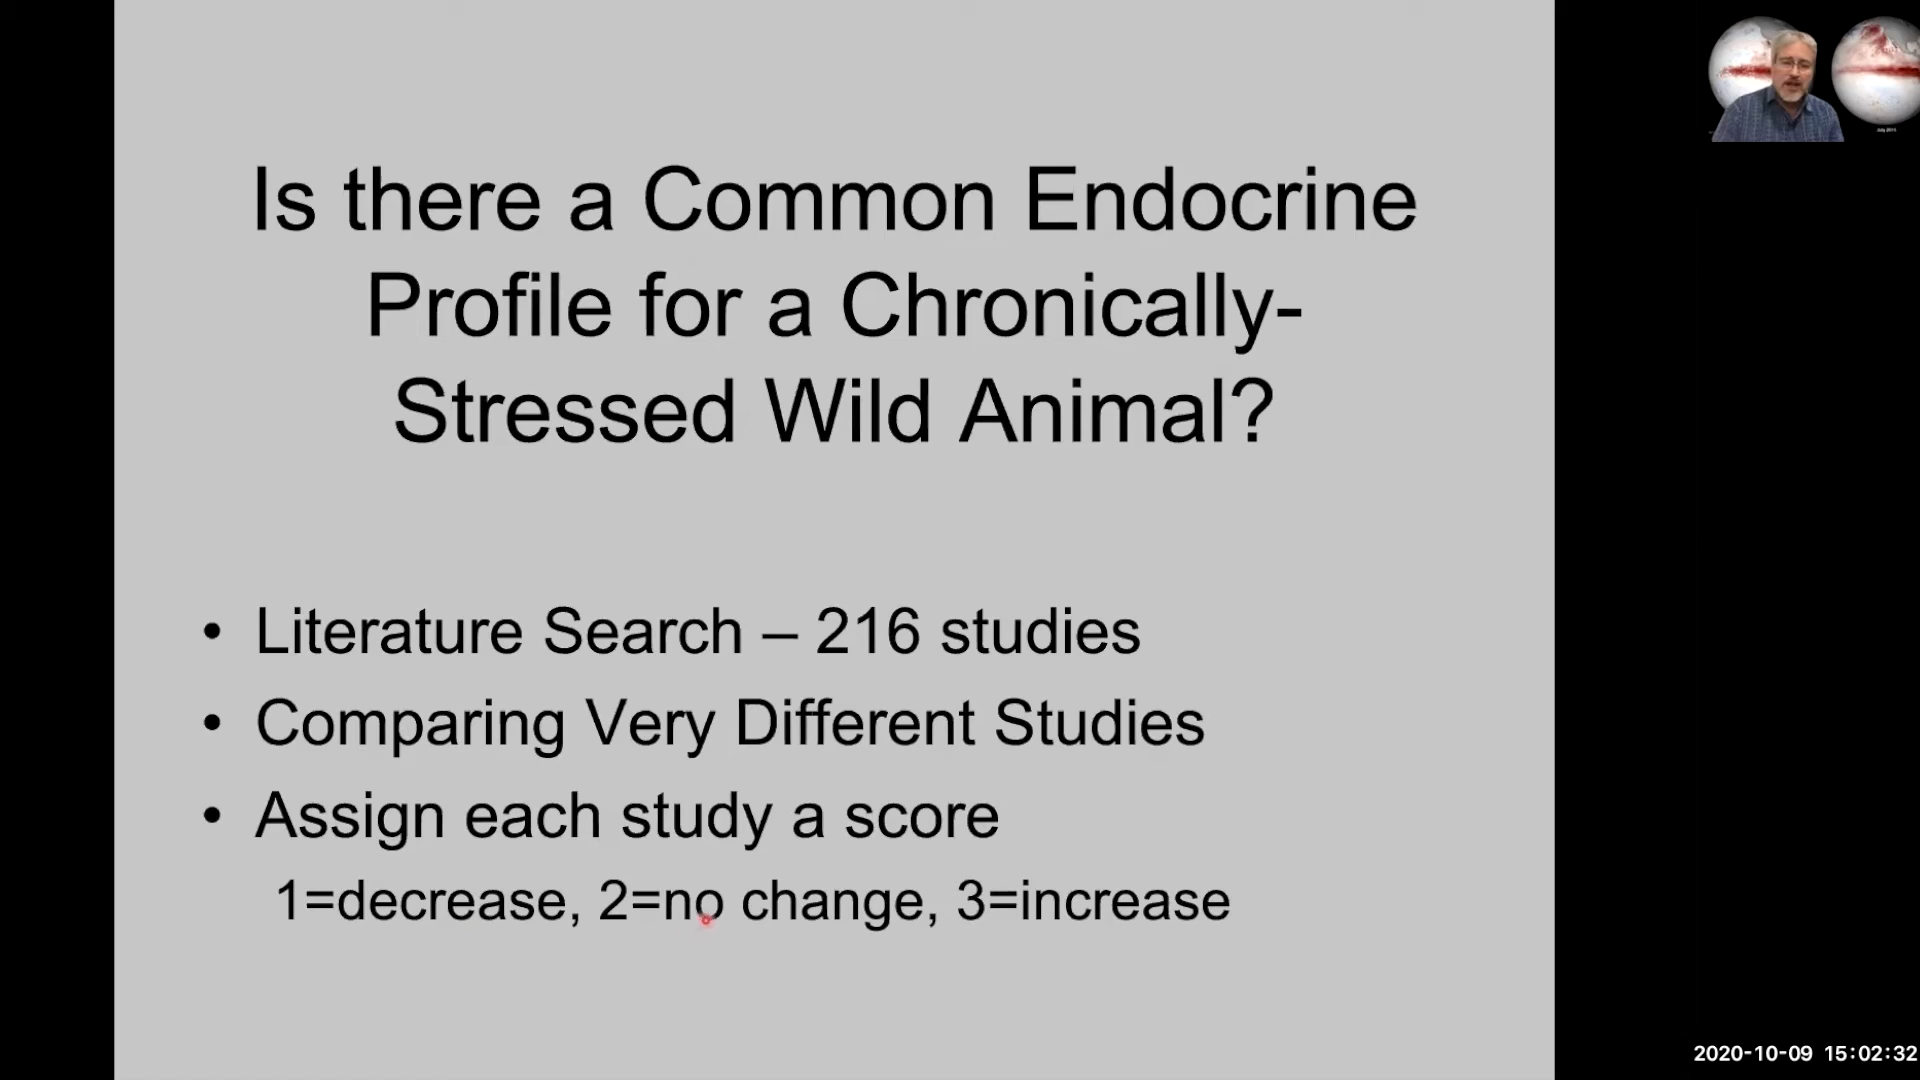 Is there a Common Endocrine
Profile for a Chronically-
Stressed Wild Animal?
• Literature Search – 216 studies
• Comparing Very Different Studies
• Assign each study a score
1=decrease, 2=no change, 3=increase
2020-10-09 15:02:32